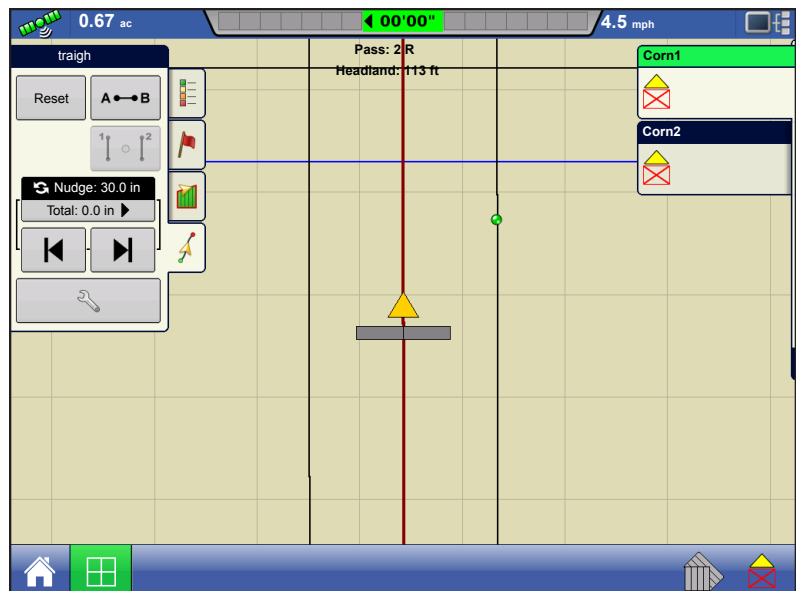 0.67 ac
00'00"
4.5 mph
traigh
Pass: 2 R
Headland: 113 ft
Reset
A B
1 2
Nudge: 30.0 in
Total: 0.0 in
Corn1
Corn2